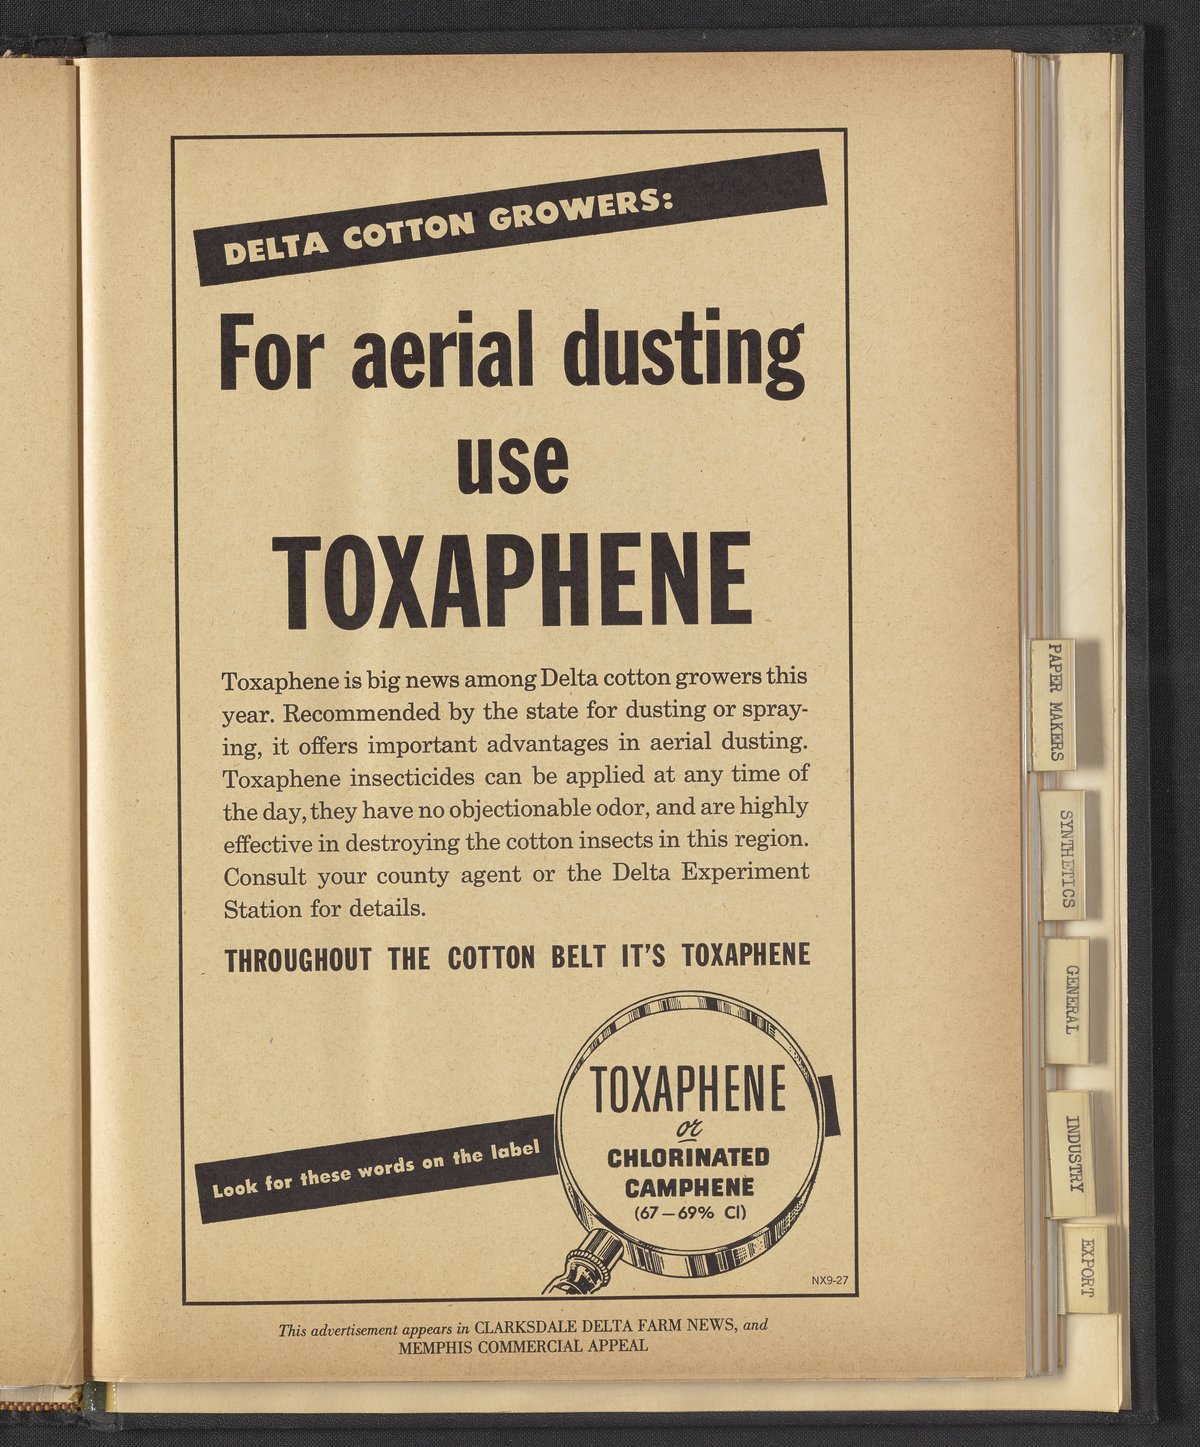 DELTA COTTON GROWERS:
For aerial dusting
use
TOXAPHENE
Toxaphene is big news among Delta cotton growers this
year. Recommended by the state for dusting or spray-
ing, it offers important advantages in aerial dusting.
Toxaphene insecticides can be applied at any time of
the day, they have no objectionable odor, and are highly
effective in destroying the cotton insects in this region.
Consult your county agent or the Delta Experiment
Station for details.
THROUGHOUT THE COTTON BELT IT'S TOXAPHENE
Look for these words on the label
TOXAPHENE
or
CHLORINATED
CAMPHENE
(67—69% Cl)
NX9-27
This advertisement appears in CLARKSDALE DELTA FARM NEWS, and
MEMPHIS COMMERCIAL APPEAL
PAPER MAKERS
SYNTHETICS
GENERAL
INDUSTRY
EXPORT